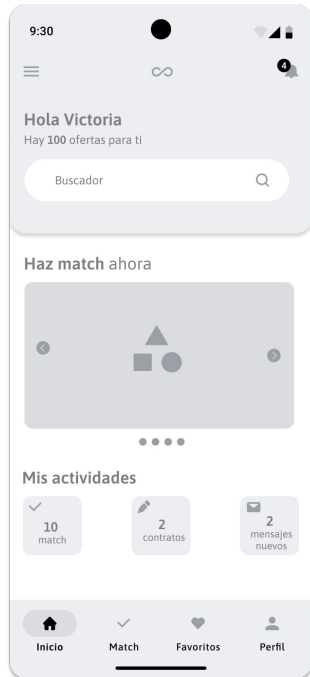 9:30
4
Hola Victoria
Hay 100 ofertas para ti
Buscador
Haz match ahora
Mis actividades
10
match
2
contratos
2
mensajes
nuevos
Inicio Match Favoritos Perfil